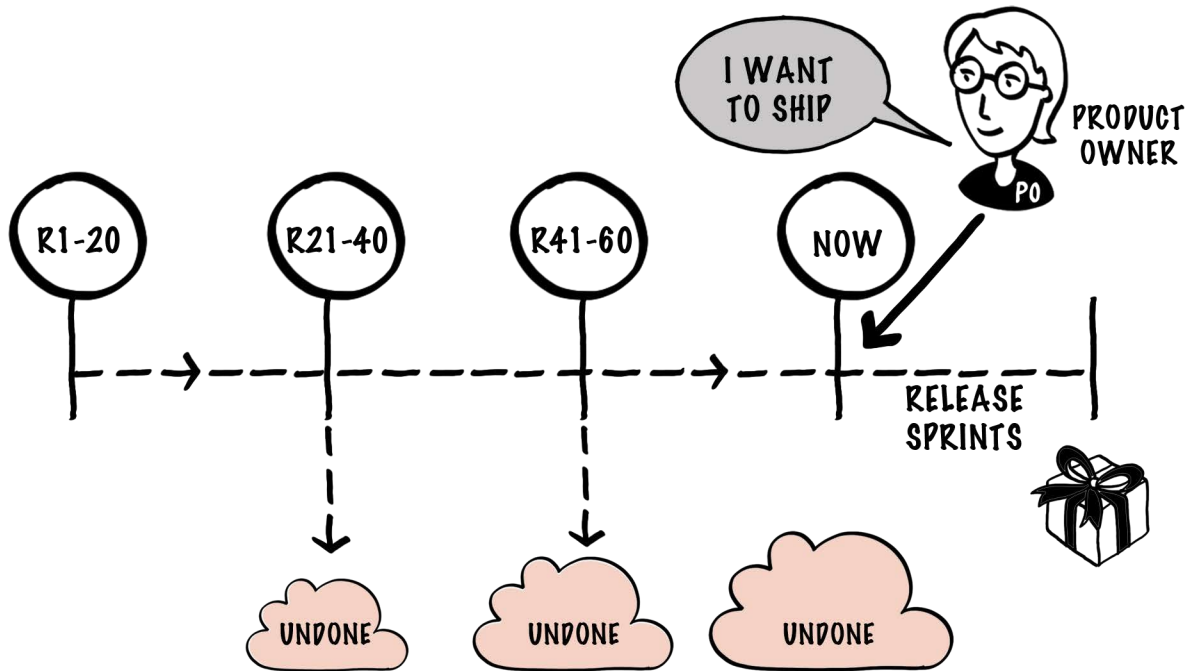 I WANT
TO SHIP
PRODUCT
OWNER
PO
R1-20
R21-40
R41-60
NOW
RELEASE
SPRINTS
UNDONE
UNDONE
UNDONE